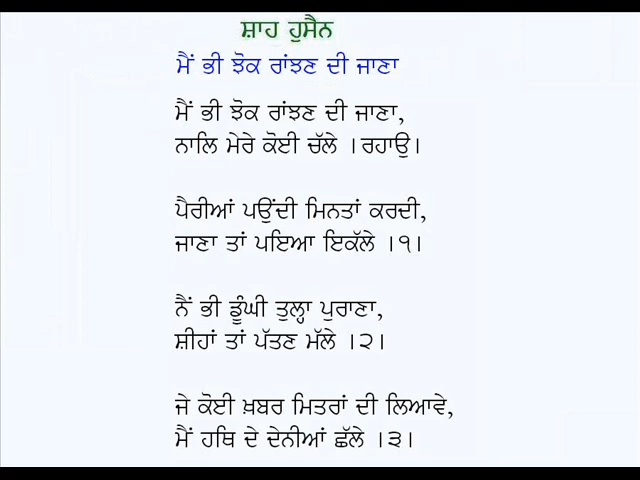 ਸ਼ਾਹ ਹੁਸੈਨ
ਮੈਂ ਭੀ ਝੋਕ ਰਾਂਝਣ ਦੀ ਜਾਣਾ
ਮੈਂ ਭੀ ਝੋਕ ਰਾਂਝਣ ਦੀ ਜਾਣਾ,
ਨਾਲਿ ਮੇਰੇ ਕੋਈ ਚੱਲੇ ।ਰਹਾਉ।
ਪੈਰੀਆਂ ਪਉਂਦੀ ਮਿਨਤਾਂ ਕਰਦੀ,
ਜਾਣਾ ਤਾਂ ਪਇਆ ਇਕੱਲੇ ।੧।
ਨੈਂ ਭੀ ਡੂੰਘੀ ਤੁਲ੍ਹਾ ਪੁਰਾਣਾ,
ਸ਼ੀਹਾਂ ਤਾਂ ਪੱਤਣ ਮੱਲੇ ।੨।
ਜੇ ਕੋਈ ਖ਼ਬਰ ਮਿਤਰਾਂ ਦੀ ਲਿਆਵੇ,
ਮੈਂ ਹਥਿ ਦੇ ਦੇਨੀਆਂ ਛੱਲੇ ।੩।